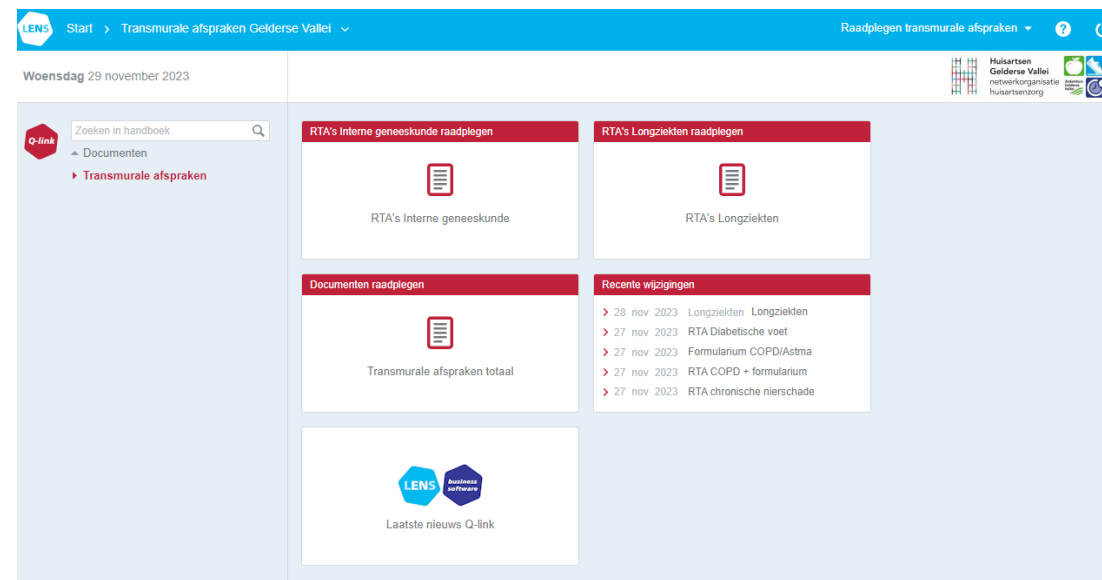 LENS Start > Transmurale afspraken Gelderse Vallei Raadplegen transmurale afspraken ?
Woensdag 29 november 2023
Huisartsen
Gelderse Vallei
netwerkorganisatie
huisartsenzorg
Q-link
Zoeken in handboek
Documenten
Transmurale afspraken
RTA's Interne geneeskunde raadplegen
RTA's Interne geneeskunde
RTA's Longziekten raadplegen
RTA's Longziekten
Documenten raadplegen
Transmurale afspraken totaal
Recente wijzigingen
28 nov 2023 Longziekten Longziekten
27 nov 2023 RTA Diabetische voet
27 nov 2023 Formularium COPD/Astma
27 nov 2023 RTA COPD + formularium
27 nov 2023 RTA chronische nierschade
LENS
business
software
Laatste nieuws Q-link